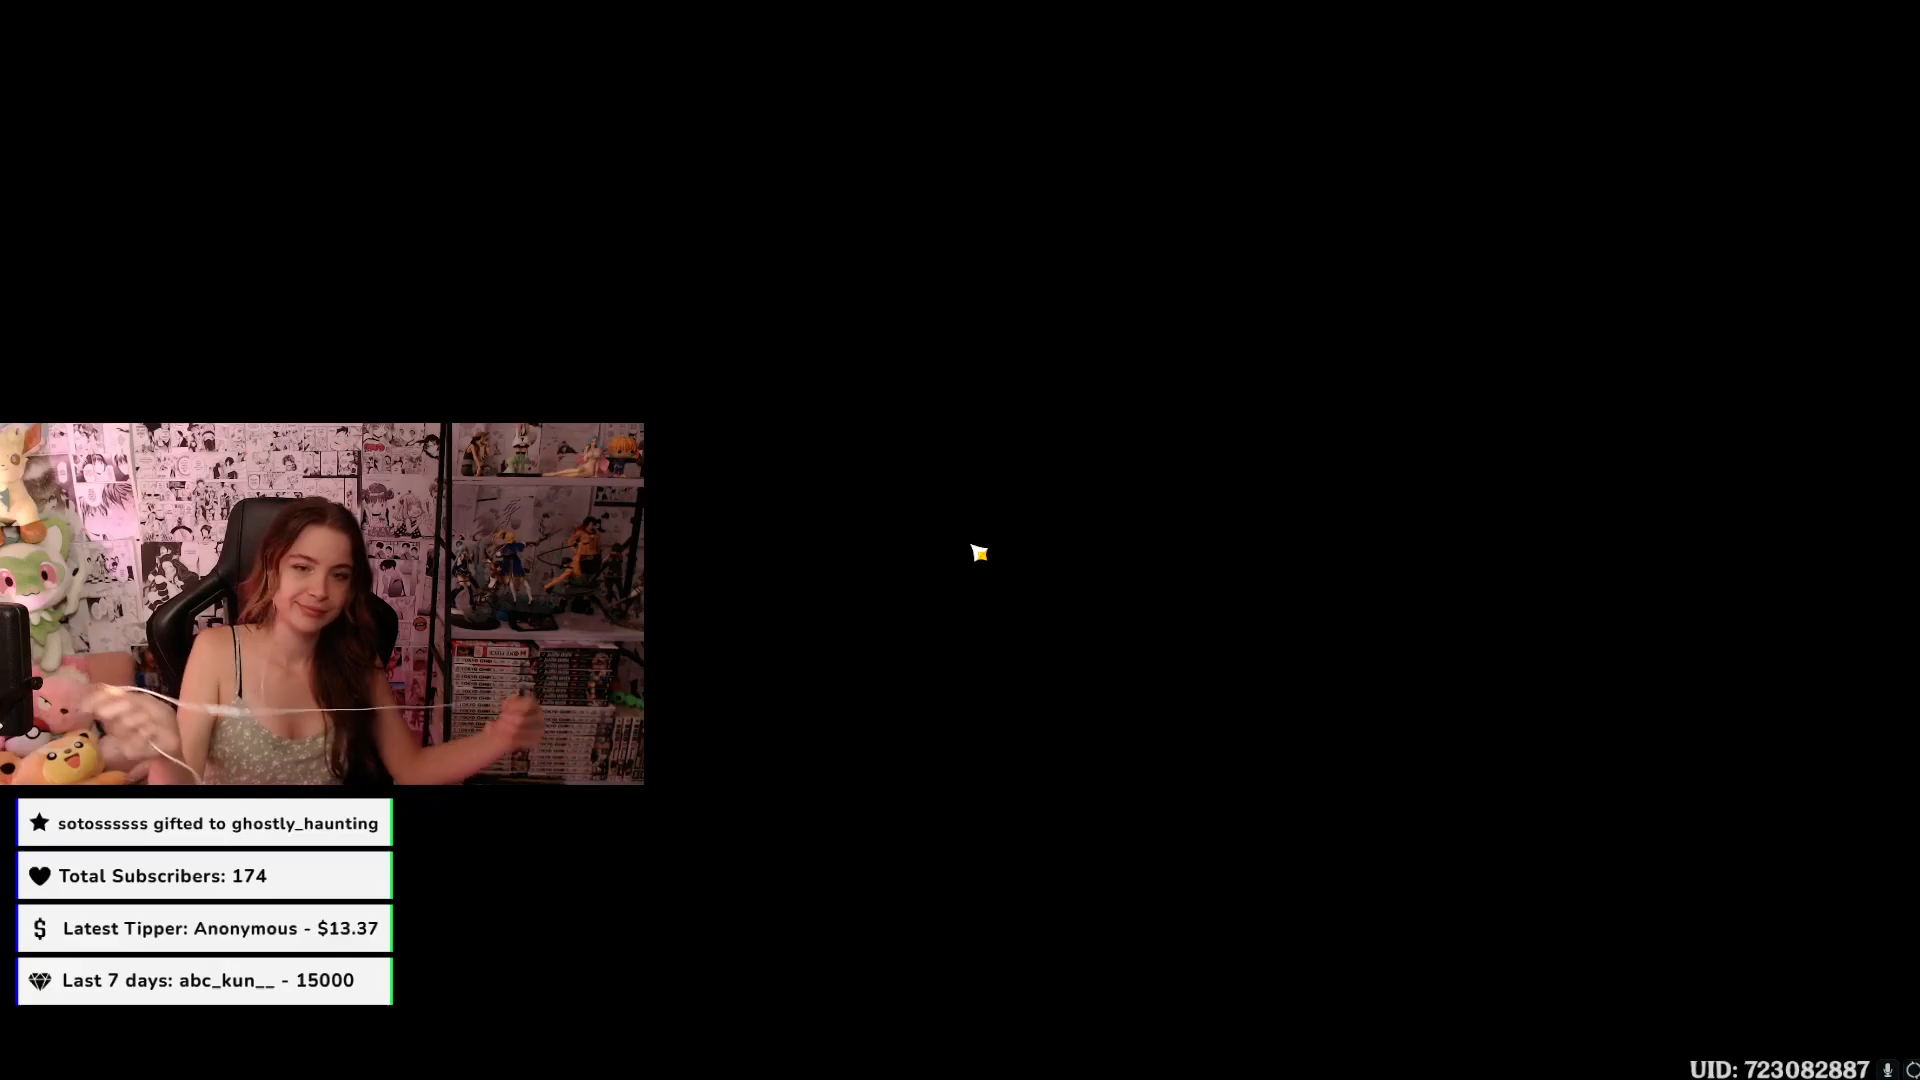 sotossssss gifted to ghostly_haunting
Total Subscribers: 174
Latest Tipper: Anonymous - $13.37
Last 7 days: abc_kun__ - 15000
UID: 723082887